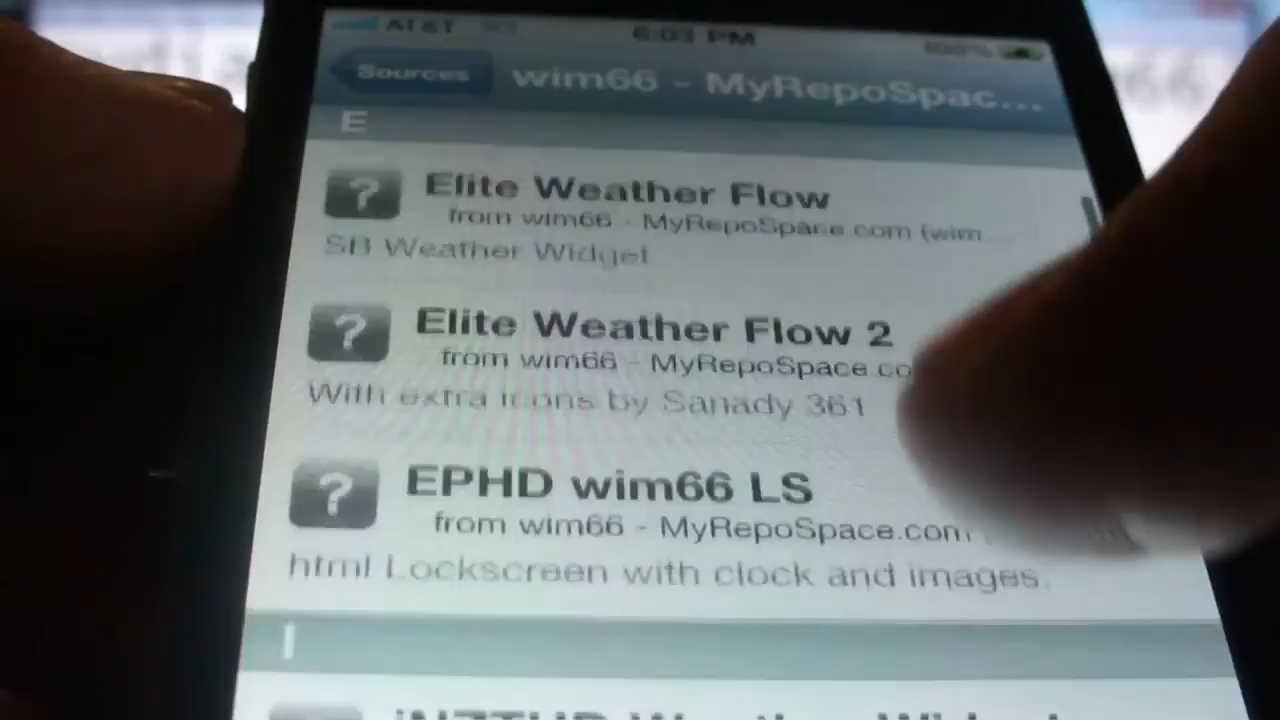 AT&T 3G 6:03 PM 100%
Sources wim66 - MyRepoSpac...
E
Elite Weather Flow
from wim66 - MyRepoSpace.com (wim...
SB Weather Widget
Elite Weather Flow 2
from wim66 - MyRepoSpace.co
With extra icons by Sanady 361
EPHD wim66 LS
from wim66 - MyRepoSpace.com
html Lockscreen with clock and images.
I